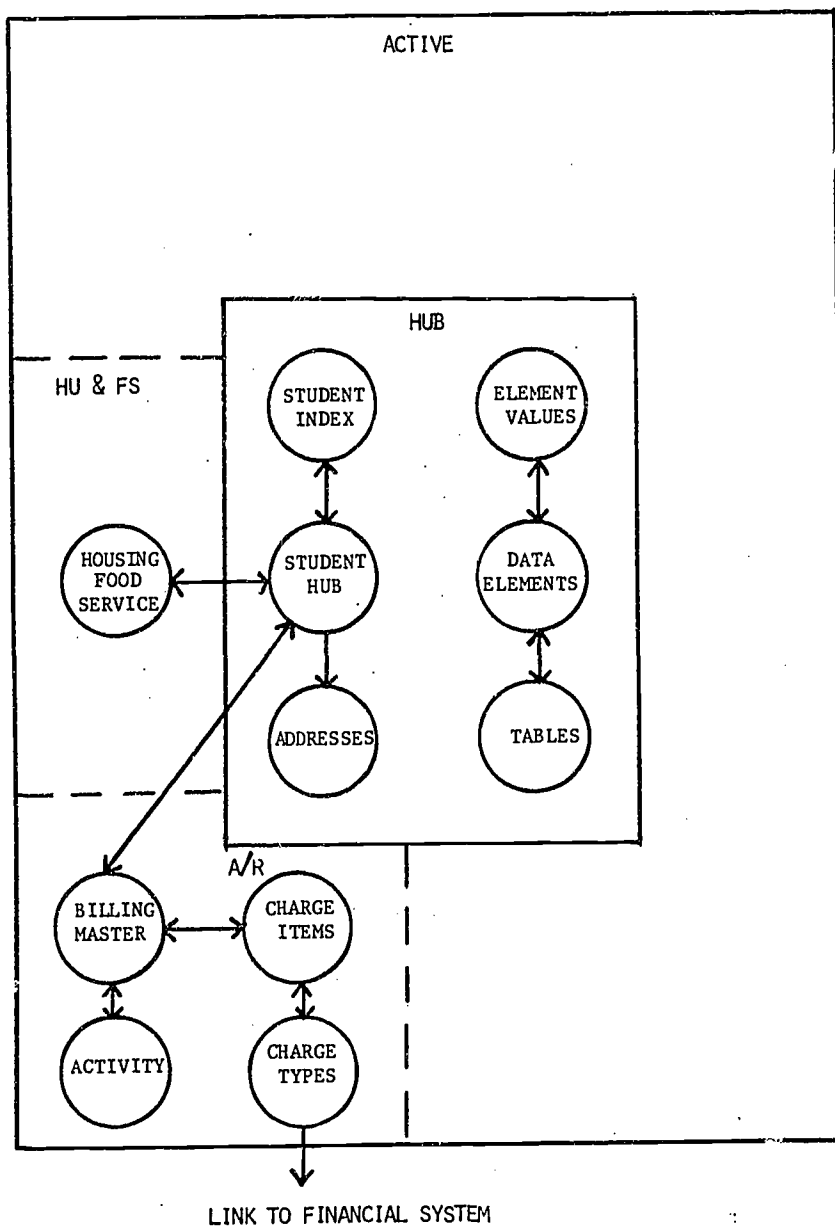 ACTIVE
HUB
HU & FS
STUDENT
INDEX
ELEMENT
VALUES
HOUSING
FOOD
SERVICE
STUDENT
HUB
DATA
ELEMENTS
ADDRESSES
TABLES
A/R
BILLING
MASTER
CHARGE
ITEMS
ACTIVITY
CHARGE
TYPES
LINK TO FINANCIAL SYSTEM